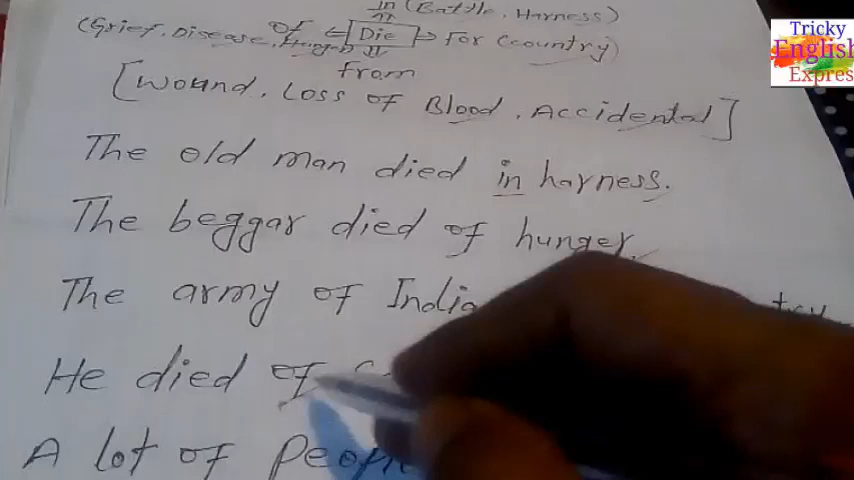 in (Battle, Harness)
(Grief, Disease, Hunger) of Die For (country)
from
[Wound, Loss of Blood, Accidental]
The old man died in harness.
The beggar died of hunger.
The army of India
He died of
A lot of Peopl
Tricky
English
Expres